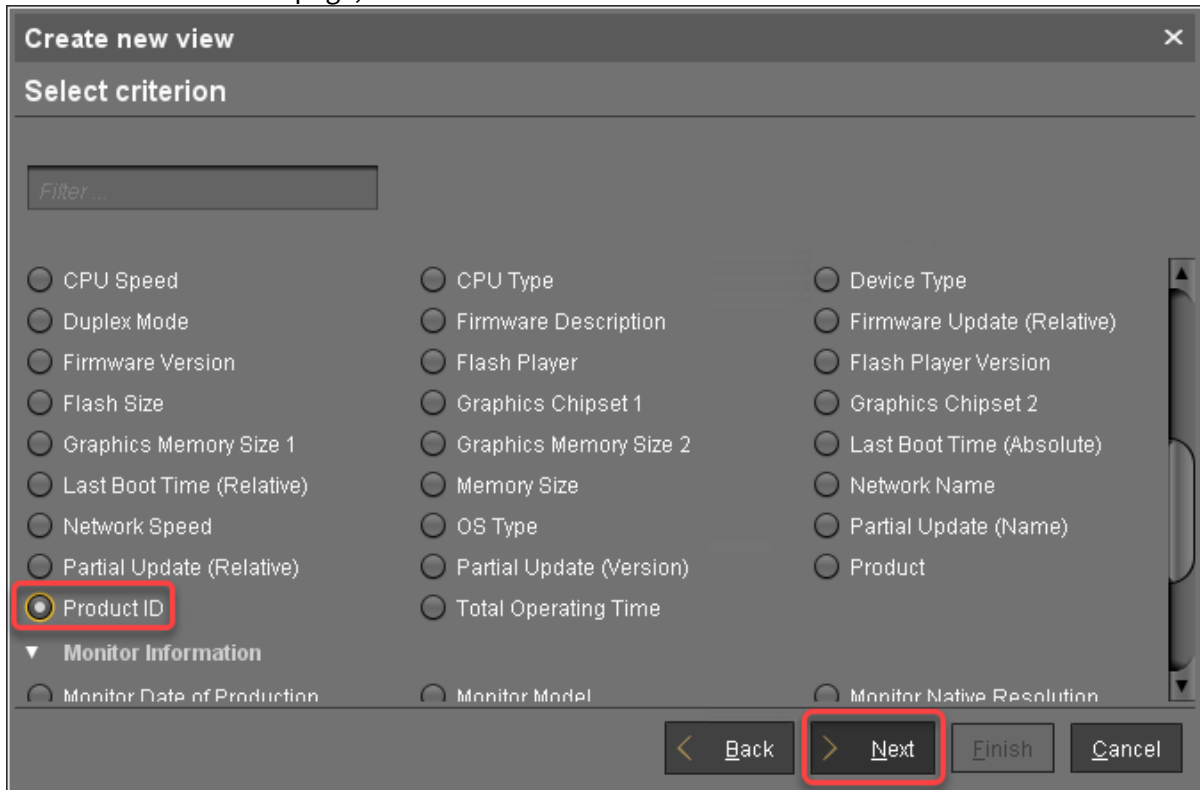 Create new view
Select criterion
Filter ...
CPU Speed CPU Type Device Type
Duplex Mode Firmware Description Firmware Update (Relative)
Firmware Version Flash Player Flash Player Version
Flash Size Graphics Chipset 1 Graphics Chipset 2
Graphics Memory Size 1 Graphics Memory Size 2 Last Boot Time (Absolute)
Last Boot Time (Relative) Memory Size Network Name
Network Speed OS Type Partial Update (Name)
Partial Update (Relative) Partial Update (Version) Product
Product ID Total Operating Time
Monitor Information
Monitor Date of Production Monitor Model Monitor Native Resolution
Back Next Finish Cancel